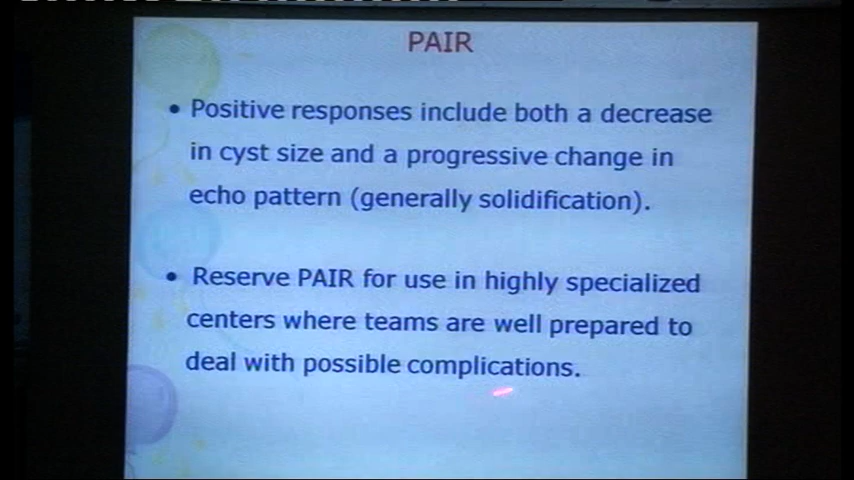 PAIR
• Positive responses include both a decrease
in cyst size and a progressive change in
echo pattern (generally solidification).
• Reserve PAIR for use in highly specialized
centers where teams are well prepared to
deal with possible complications.